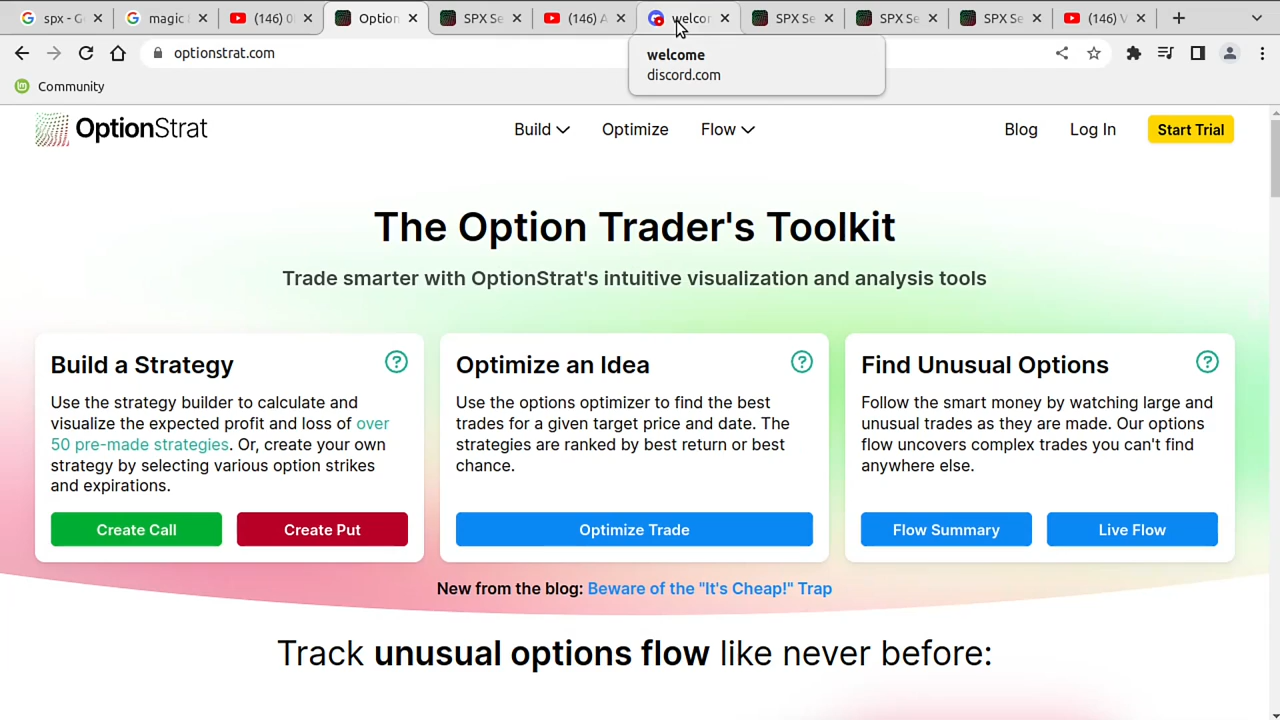 spx - G
magic
(146) 0
Option
SPX Se
(146) A
welcor
SPX Se
SPX Se
SPX Se
(146) V
optionstrat.com
welcome
discord.com
Community
OptionStrat
Build
Optimize
Flow
Blog
Log In
Start Trial
The Option Trader's Toolkit
Trade smarter with OptionStrat's intuitive visualization and analysis tools
Build a Strategy
Use the strategy builder to calculate and
visualize the expected profit and loss of over
50 pre-made strategies. Or, create your own
strategy by selecting various option strikes
and expirations.
Create Call
Create Put
Optimize an Idea
Use the options optimizer to find the best
trades for a given target price and date. The
strategies are ranked by best return or best
chance.
Optimize Trade
Find Unusual Options
Follow the smart money by watching large and
unusual trades as they are made. Our options
flow uncovers complex trades you can't find
anywhere else.
Flow Summary
Live Flow
New from the blog: Beware of the "It's Cheap!" Trap
Track unusual options flow like never before: